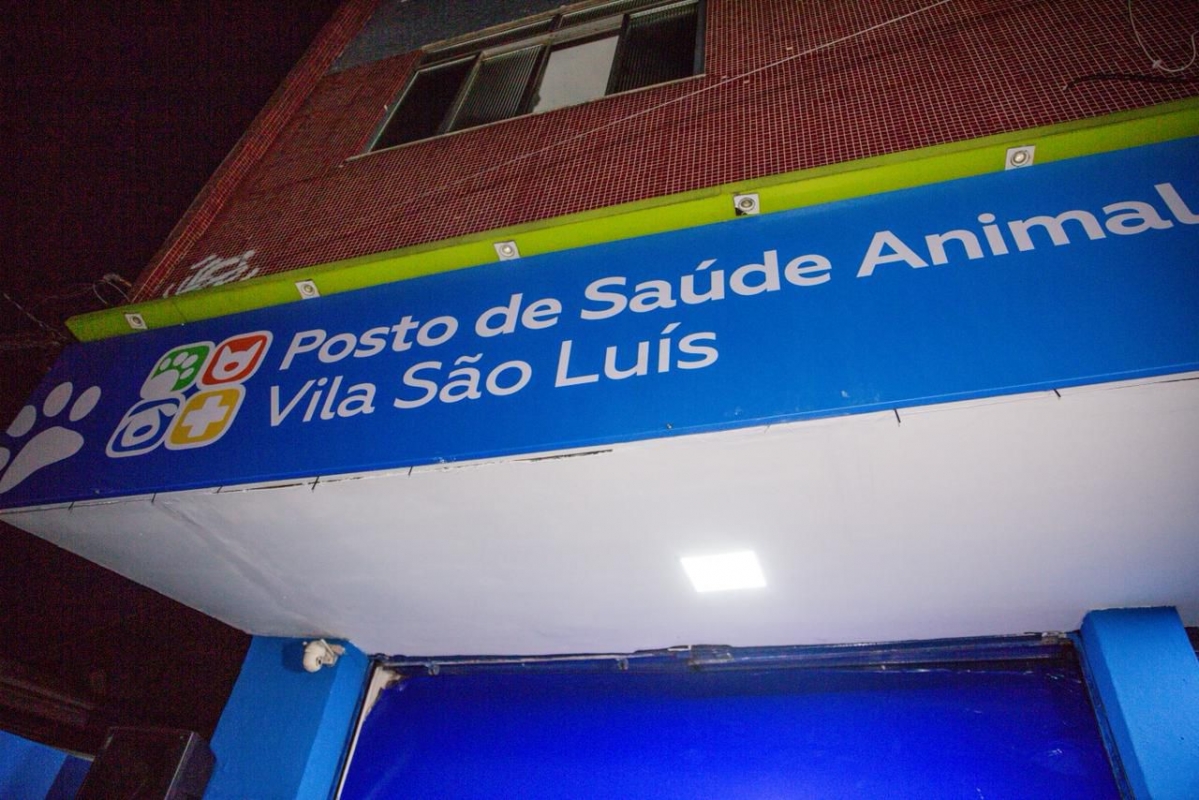 Posto de Saúde Animal
Vila São Luís